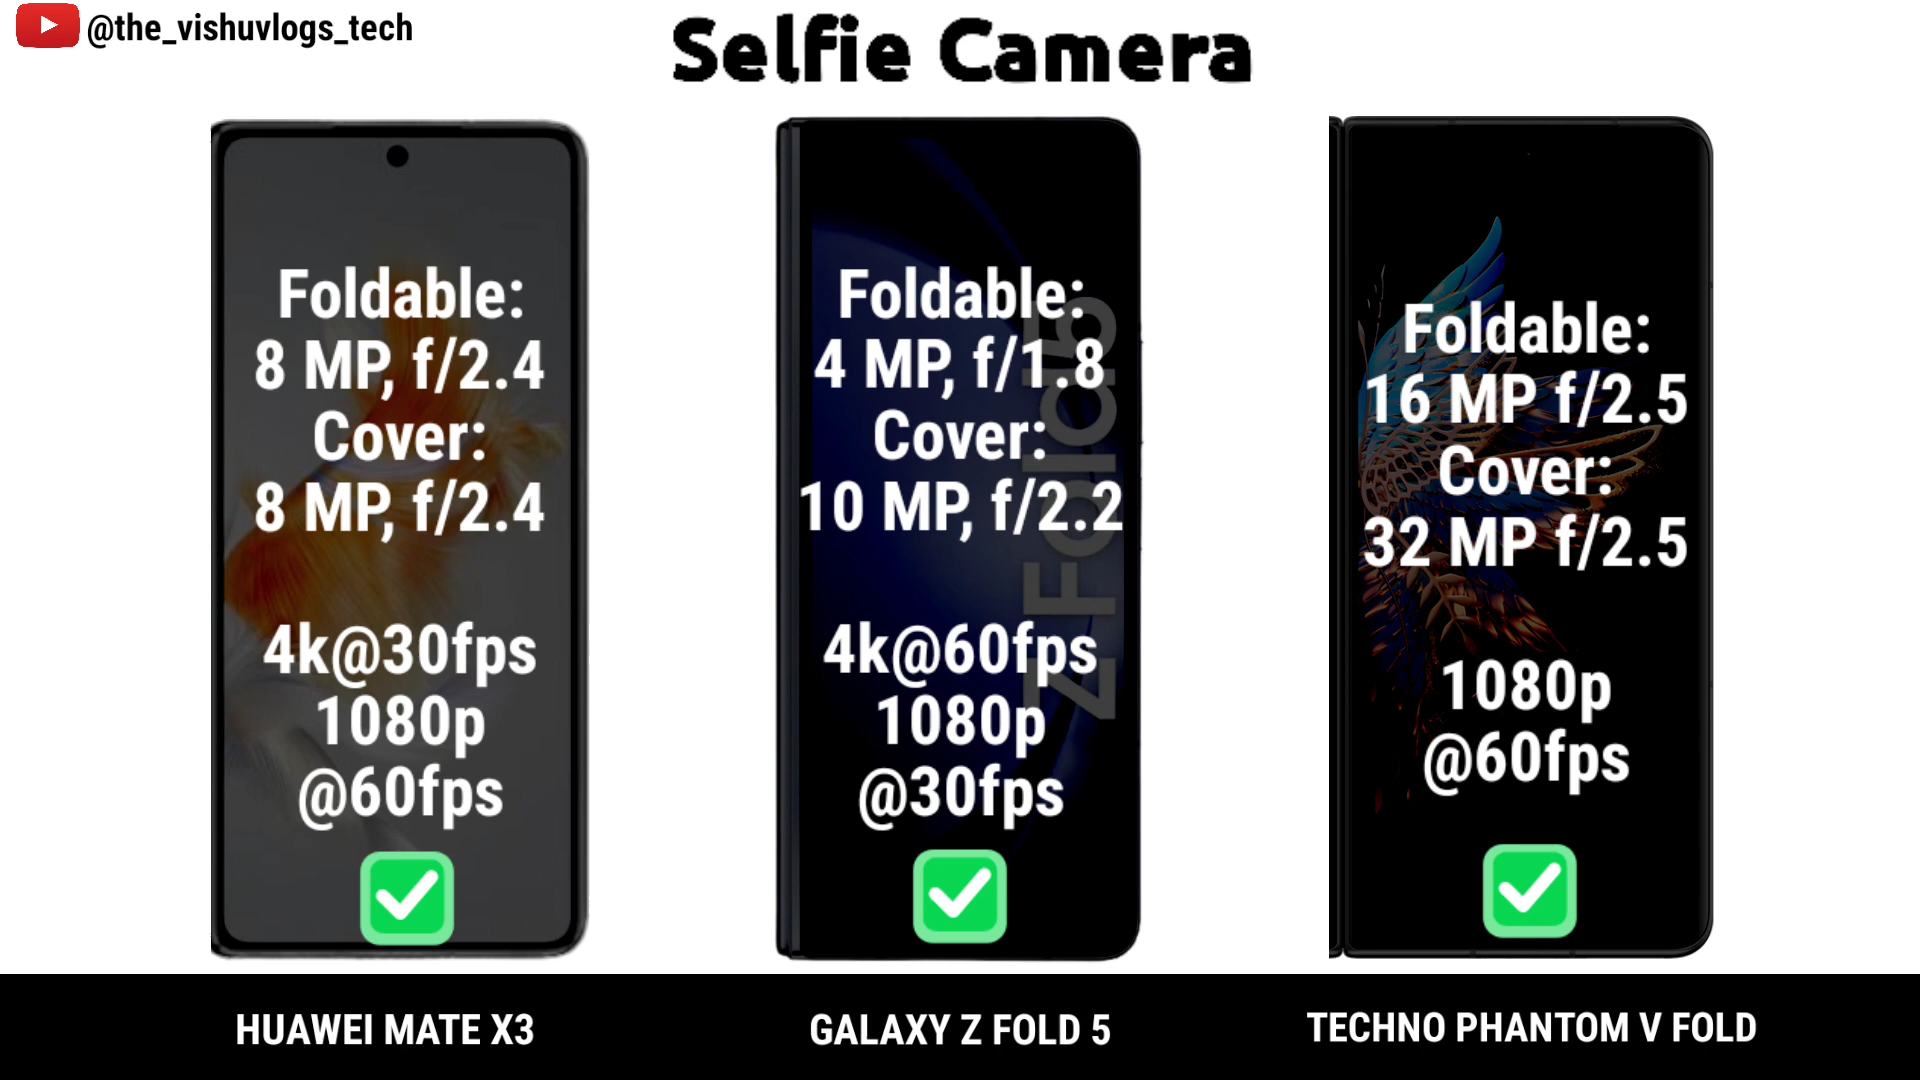 @the_vishuvlogs_tech
Selfie Camera
Foldable:
8 MP, f/2.4
Cover:
8 MP, f/2.4
4k@30fps
1080p
@60fps
HUAWEI MATE X3
Foldable:
4 MP, f/1.8
Cover:
10 MP, f/2.2
4k@60fps
1080p
@30fps
Z Fold5
GALAXY Z FOLD 5
Foldable:
16 MP f/2.5
Cover:
32 MP f/2.5
1080p
@60fps
TECHNO PHANTOM V FOLD